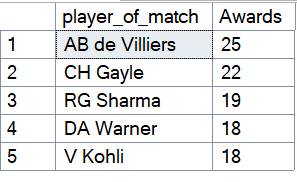 player_of_match Awards
1 AB de Villiers 25
2 CH Gayle 22
3 RG Sharma 19
4 DA Warner 18
5 V Kohli 18